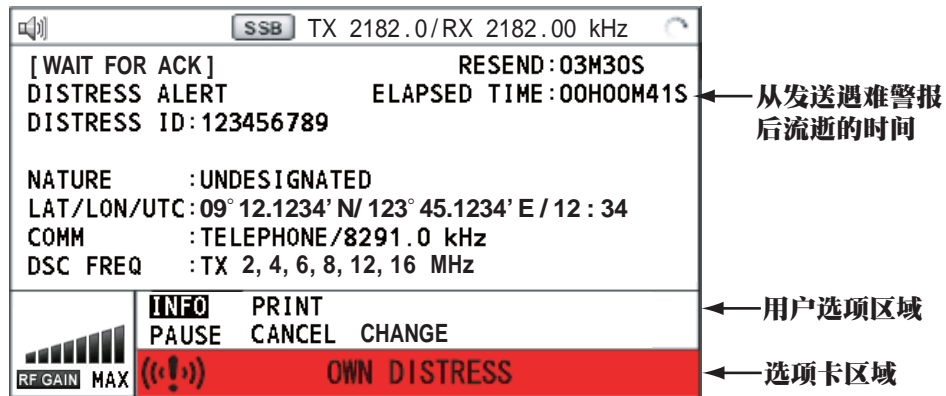 SSB TX 2182.0/RX 2182.00 kHz
[WAIT FOR ACK] RESEND:03M30S
DISTRESS ALERT ELAPSED TIME:00H00M41S
从发送遇难警报
后流逝的时间
DISTRESS ID:123456789
NATURE :UNDESIGNATED
LAT/LON/UTC:09° 12.1234' N/ 123° 45.1234' E / 12 : 34
COMM :TELEPHONE/8291.0 kHz
DSC FREQ :TX 2, 4, 6, 8, 12, 16 MHz
INFO PRINT
用户选项区域
PAUSE CANCEL CHANGE
RF GAIN MAX
OWN DISTRESS
选项卡区域